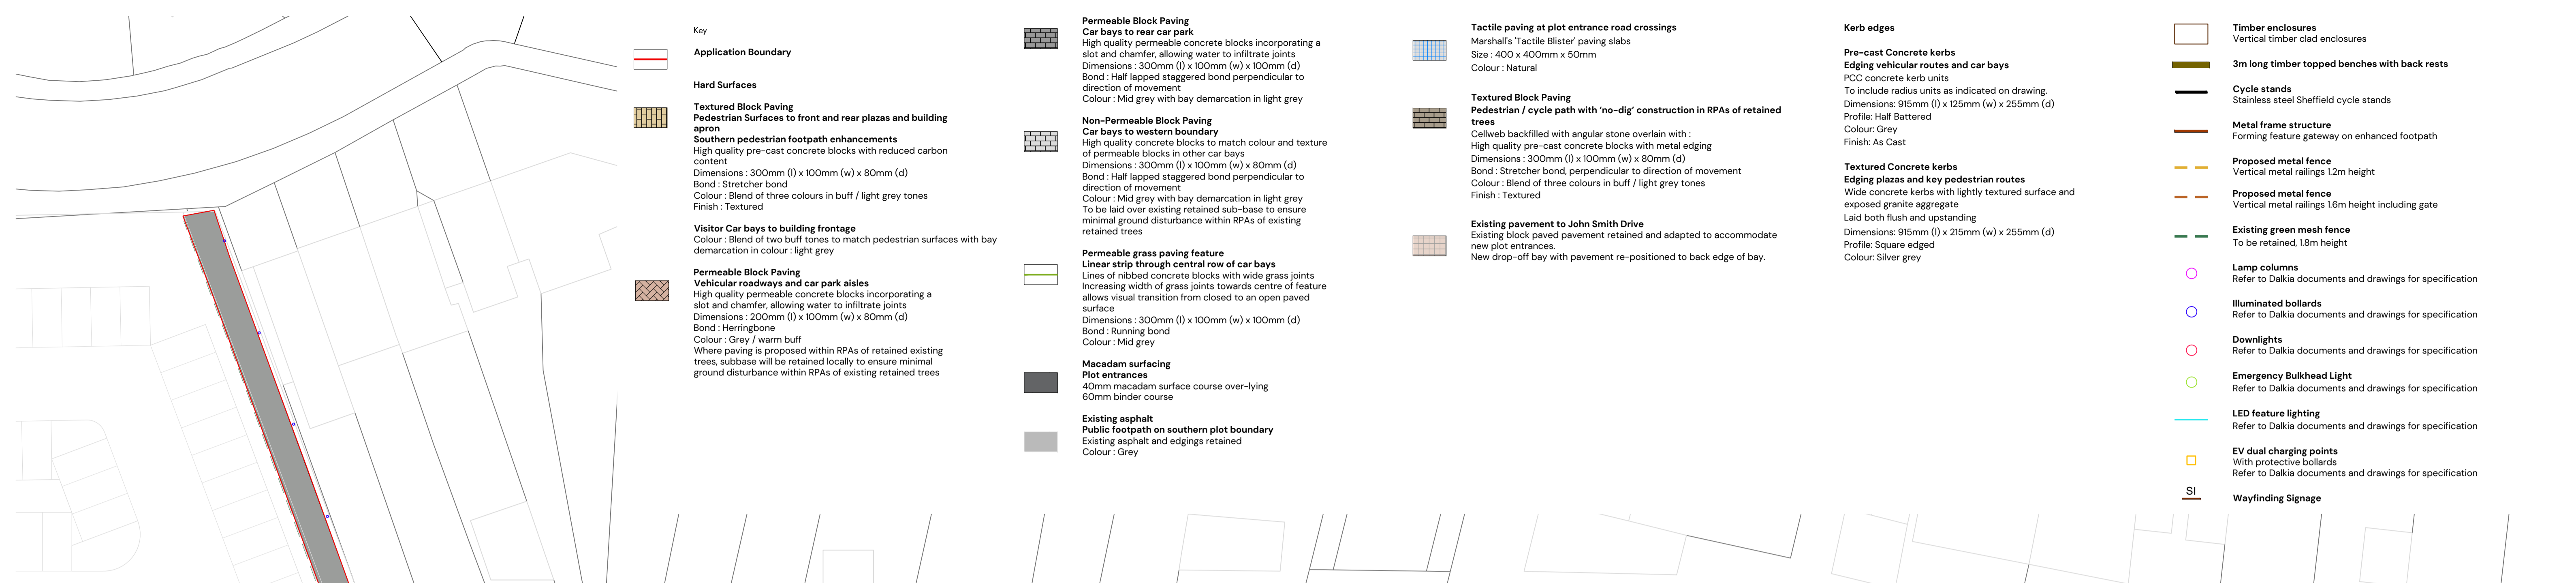 Key
Application Boundary
Hard Surfaces
Textured Block Paving
Pedestrian Surfaces to front and rear plazas and building
apron
Southern pedestrian footpath enhancements
High quality pre-cast concrete blocks with reduced carbon
content
Dimensions : 300mm (l) x 100mm (w) x 80mm (d)
Bond : Stretcher bond
Colour : Blend of three colours in buff / light grey tones
Finish : Textured
Visitor Car bays to building frontage
Colour : Blend of two buff tones to match pedestrian surfaces with bay
demarcation in colour : light grey
Permeable Block Paving
Vehicular roadways and car park aisles
High quality permeable concrete blocks incorporating a
slot and chamfer, allowing water to infiltrate joints
Dimensions : 200mm (l) x 100mm (w) x 80mm (d)
Bond : Herringbone
Colour : Grey / warm buff
Where paving is proposed within RPAs of retained existing
trees, subbase will be retained locally to ensure minimal
ground disturbance within RPAs of existing retained trees
Permeable Block Paving
Car bays to rear car park
High quality permeable concrete blocks incorporating a
slot and chamfer, allowing water to infiltrate joints
Dimensions : 300mm (l) x 100mm (w) x 100mm (d)
Bond : Half lapped staggered bond perpendicular to
direction of movement
Colour : Mid grey with bay demarcation in light grey
Non-Permeable Block Paving
Car bays to western boundary
High quality concrete blocks to match colour and texture
of permeable blocks in other car bays
Dimensions : 300mm (l) x 100mm (w) x 80mm (d)
Bond : Half lapped staggered bond perpendicular to
direction of movement
Colour : Mid grey with bay demarcation in light grey
To be laid over existing retained sub-base to ensure
minimal ground disturbance within RPAs of existing
retained trees
Permeable grass paving feature
Linear strip through central row of car bays
Lines of nibbed concrete blocks with wide grass joints
Increasing width of grass joints towards centre of feature
allows visual transition from closed to an open paved
surface
Dimensions : 300mm (l) x 100mm (w) x 100mm (d)
Bond : Running bond
Colour : Mid grey
Macadam surfacing
Plot entrances
40mm macadam surface course over-lying
60mm binder course
Existing asphalt
Public footpath on southern plot boundary
Existing asphalt and edgings retained
Colour : Grey
Tactile paving at plot entrance road crossings
Marshall's 'Tactile Blister' paving slabs
Size : 400 x 400mm x 50mm
Colour : Natural
Textured Block Paving
Pedestrian / cycle path with ‘no-dig’ construction in RPAs of retained
trees
Cellweb backfilled with angular stone overlain with :
High quality pre-cast concrete blocks with metal edging
Dimensions : 300mm (l) x 100mm (w) x 80mm (d)
Bond : Stretcher bond, perpendicular to direction of movement
Colour : Blend of three colours in buff / light grey tones
Finish : Textured
Existing pavement to John Smith Drive
Existing block paved pavement retained and adapted to accommodate
new plot entrances.
New drop-off bay with pavement re-positioned to back edge of bay.
Kerb edges
Pre-cast Concrete kerbs
Edging vehicular routes and car bays
PCC concrete kerb units
To include radius units as indicated on drawing.
Dimensions: 915mm (l) x 125mm (w) x 255mm (d)
Profile: Half Battered
Colour: Grey
Finish: As Cast
Textured Concrete kerbs
Edging plazas and key pedestrian routes
Wide concrete kerbs with lightly textured surface and
exposed granite aggregate
Laid both flush and upstanding
Dimensions: 915mm (l) x 215mm (w) x 255mm (d)
Profile: Square edged
Colour: Silver grey
Timber enclosures
Vertical timber clad enclosures
3m long timber topped benches with back rests
Cycle stands
Stainless steel Sheffield cycle stands
Metal frame structure
Forming feature gateway on enhanced footpath
Proposed metal fence
Vertical metal railings 1.2m height
Proposed metal fence
Vertical metal railings 1.6m height including gate
Existing green mesh fence
To be retained, 1.8m height
Lamp columns
Refer to Dalkia documents and drawings for specification
Illuminated bollards
Refer to Dalkia documents and drawings for specification
Downlights
Refer to Dalkia documents and drawings for specification
Emergency Bulkhead Light
Refer to Dalkia documents and drawings for specification
LED feature lighting
Refer to Dalkia documents and drawings for specification
EV dual charging points
With protective bollards
Refer to Dalkia documents and drawings for specification
SI
Wayfinding Signage